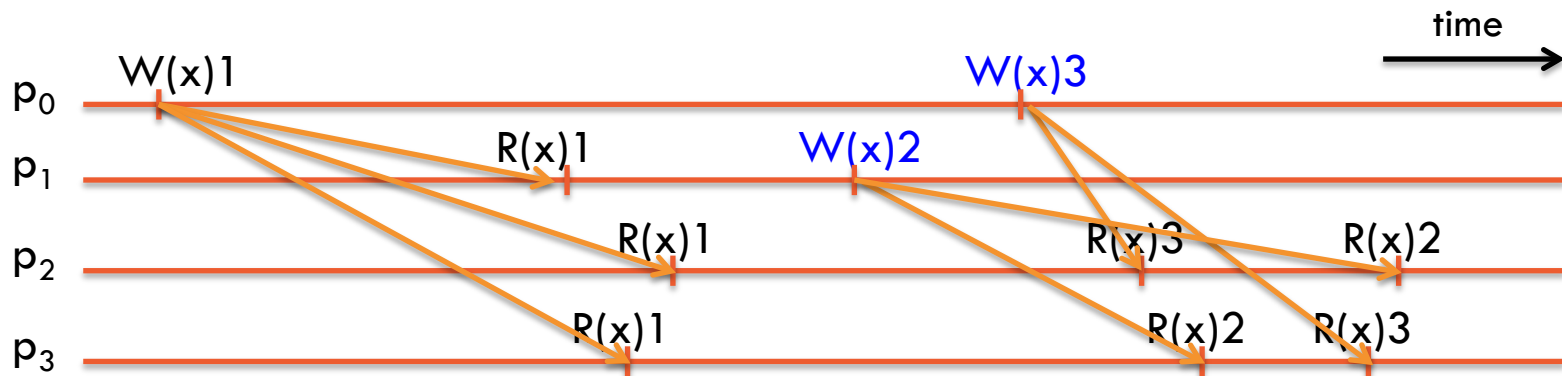 time
W(x)1 W(x)3
p₀
R(x)1 W(x)2
p₁
R(x)1 R(x)3 R(x)2
p₂
R(x)1 R(x)2 R(x)3
p₃